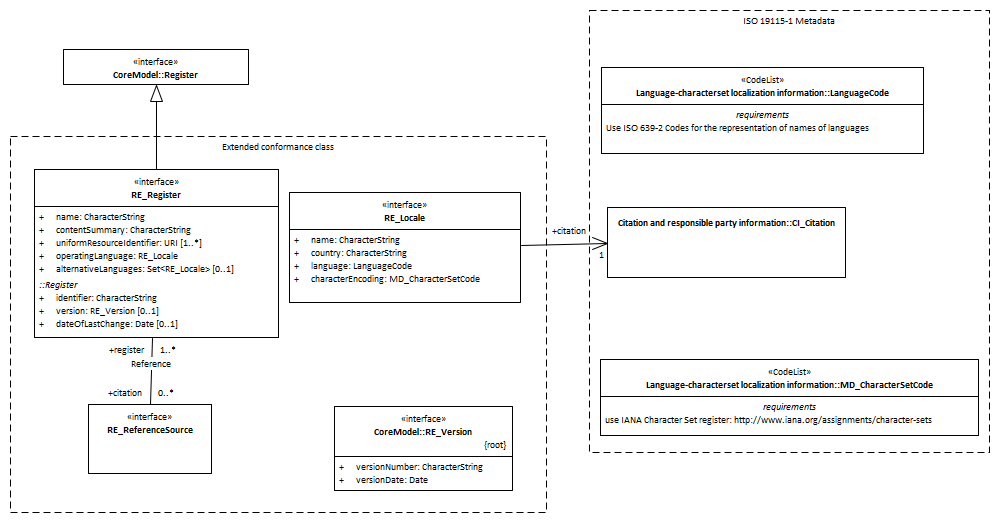 ISO 19115-1 Metadata
«interface»
CoreModel::Register
Extended conformance class
«interface»
RE_Register
+ name: CharacterString
+ contentSummary: CharacterString
+ uniformResourceIdentifier: URI [1..*]
+ operatingLanguage: RE_Locale
+ alternativeLanguages: Set<RE_Locale> [0..1]
::Register
+ identifier: CharacterString
+ version: RE_Version [0..1]
+ dateOfLastChange: Date [0..1]
«interface»
RE_Locale
+ name: CharacterString
+ country: CharacterString
+ language: LanguageCode
+ characterEncoding: MD_CharacterSetCode
+citation
1
+register 1..*
Reference
+citation 0..*
«interface»
RE_ReferenceSource
«interface»
CoreModel::RE_Version
{root}
+ versionNumber: CharacterString
+ versionDate: Date
«CodeList»
Language-characterset localization information::LanguageCode
requirements
Use ISO 639-2 Codes for the representation of names of languages
Citation and responsible party information::CI_Citation
«CodeList»
Language-characterset localization information::MD_CharacterSetCode
requirements
use IANA Character Set register: http://www.iana.org/assignments/character-sets